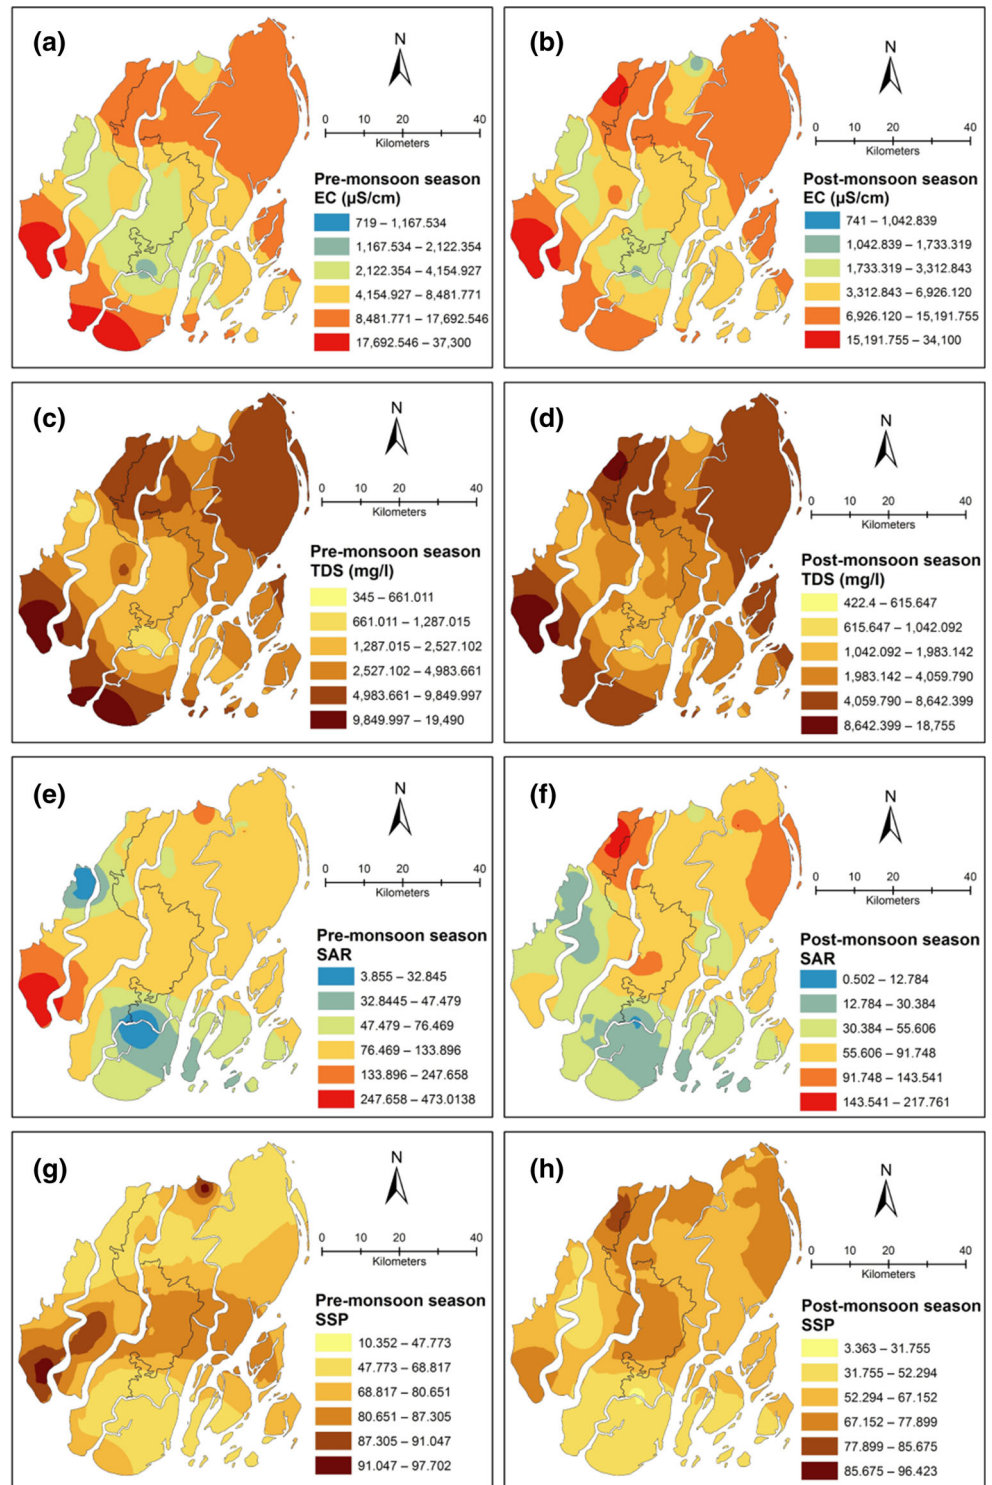 (a)
N
0 20 40
Kilometers
Pre-monsoon season
EC (µS/cm)
719 – 1,167.534
1,167.534 – 2,122.354
2,122.354 – 4,154.927
4,154.927 – 8,481.771
8,481.771 – 17,692.546
17,692.546 – 37,300
(b)
N
0 10 20 40
Kilometers
Post-monsoon season
EC (µS/cm)
741 – 1,042.839
1,042.839 – 1,733.319
1,733.319 – 3,312.843
3,312.843 – 6,926.120
6,926.120 – 15,191.755
15,191.755 – 34,100
(c)
N
0 20 40
Kilometers
Pre-monsoon season
TDS (mg/l)
345 – 661.011
661.011 – 1,287.015
1,287.015 – 2,527.102
2,527.102 – 4,983.661
4,983.661 – 9,849.997
9,849.997 – 19,490
(d)
N
0 10 20 40
Kilometers
Post-monsoon season
TDS (mg/l)
422.4 – 615.647
615.647 – 1,042.092
1,042.092 – 1,983.142
1,983.142 – 4,059.790
4,059.790 – 8,642.399
8,642.399 – 18,755
(e)
N
0 20 40
Kilometers
Pre-monsoon season
SAR
3.855 – 32.845
32.8445 – 47.479
47.479 – 76.469
76.469 – 133.896
133.896 – 247.658
247.658 – 473.0138
(f)
N
0 10 20 40
Kilometers
Post-monsoon season
SAR
0.502 – 12.784
12.784 – 30.384
30.384 – 55.606
55.606 – 91.748
91.748 – 143.541
143.541 – 217.761
(g)
N
0 10 20 40
Kilometers
Pre-monsoon season
SSP
10.352 – 47.773
47.773 – 68.817
68.817 – 80.651
80.651 – 87.305
87.305 – 91.047
91.047 – 97.702
(h)
N
0 10 20 40
Kilometers
Post-monsoon season
SSP
3.363 – 31.755
31.755 – 52.294
52.294 – 67.152
67.152 – 77.899
77.899 – 85.675
85.675 – 96.423